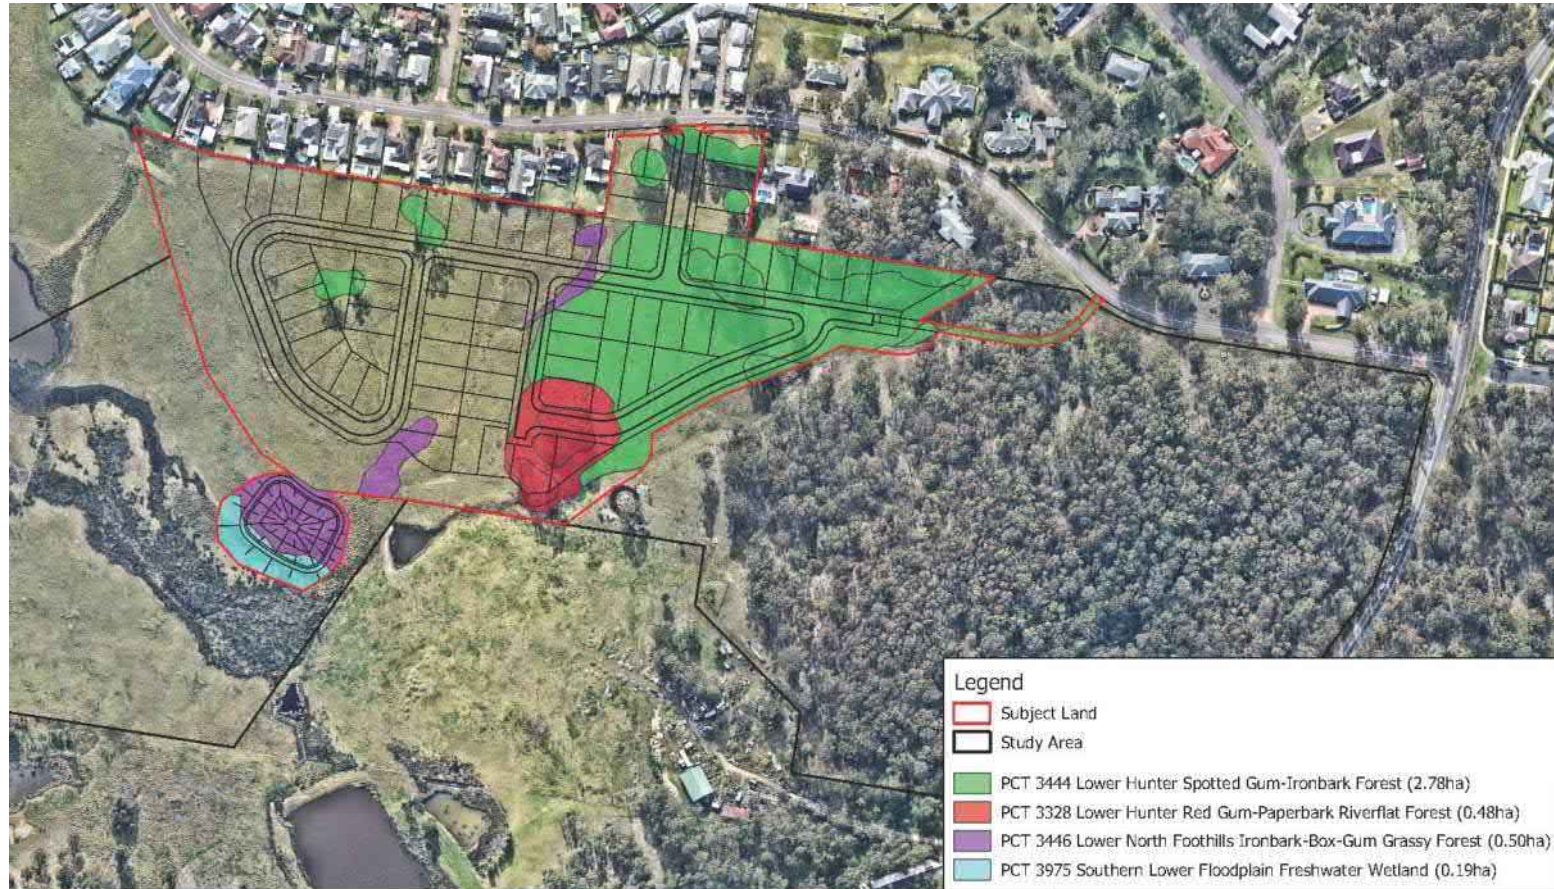 Legend
Subject Land
Study Area
PCT 3444 Lower Hunter Spotted Gum-Ironbark Forest (2.78ha)
PCT 3328 Lower Hunter Red Gum-Paperbark Riverflat Forest (0.48ha)
PCT 3446 Lower North Foothills Ironbark-Box-Gum Grassy Forest (0.50ha)
PCT 3975 Southern Lower Floodplain Freshwater Wetland (0.19ha)